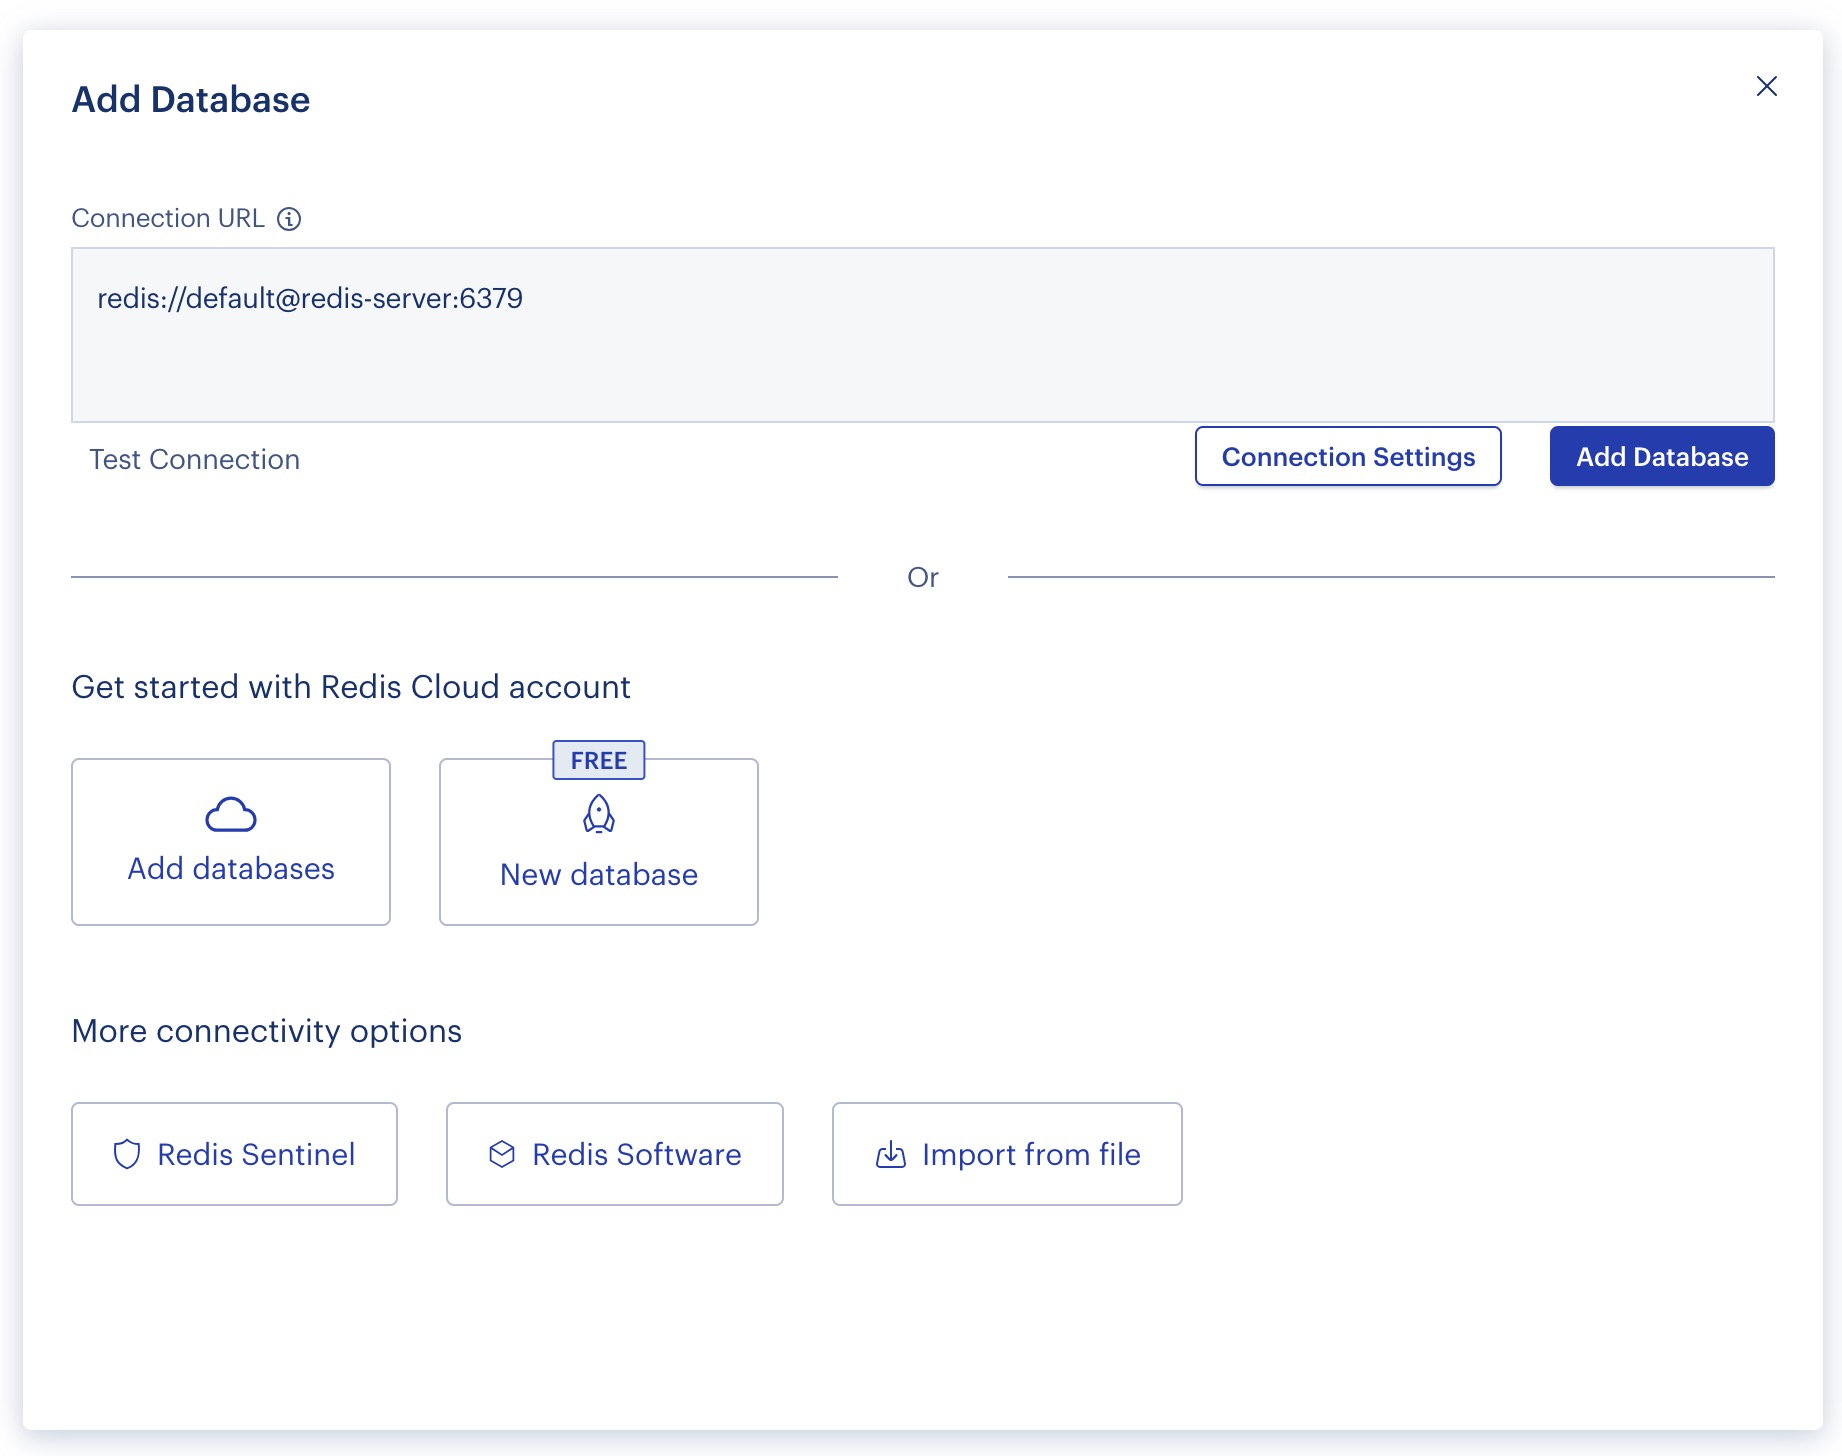 Add Database
Connection URL
redis://default@redis-server:6379
Test Connection
Connection Settings
Add Database
Or
Get started with Redis Cloud account
Add databases
FREE
New database
More connectivity options
Redis Sentinel
Redis Software
Import from file